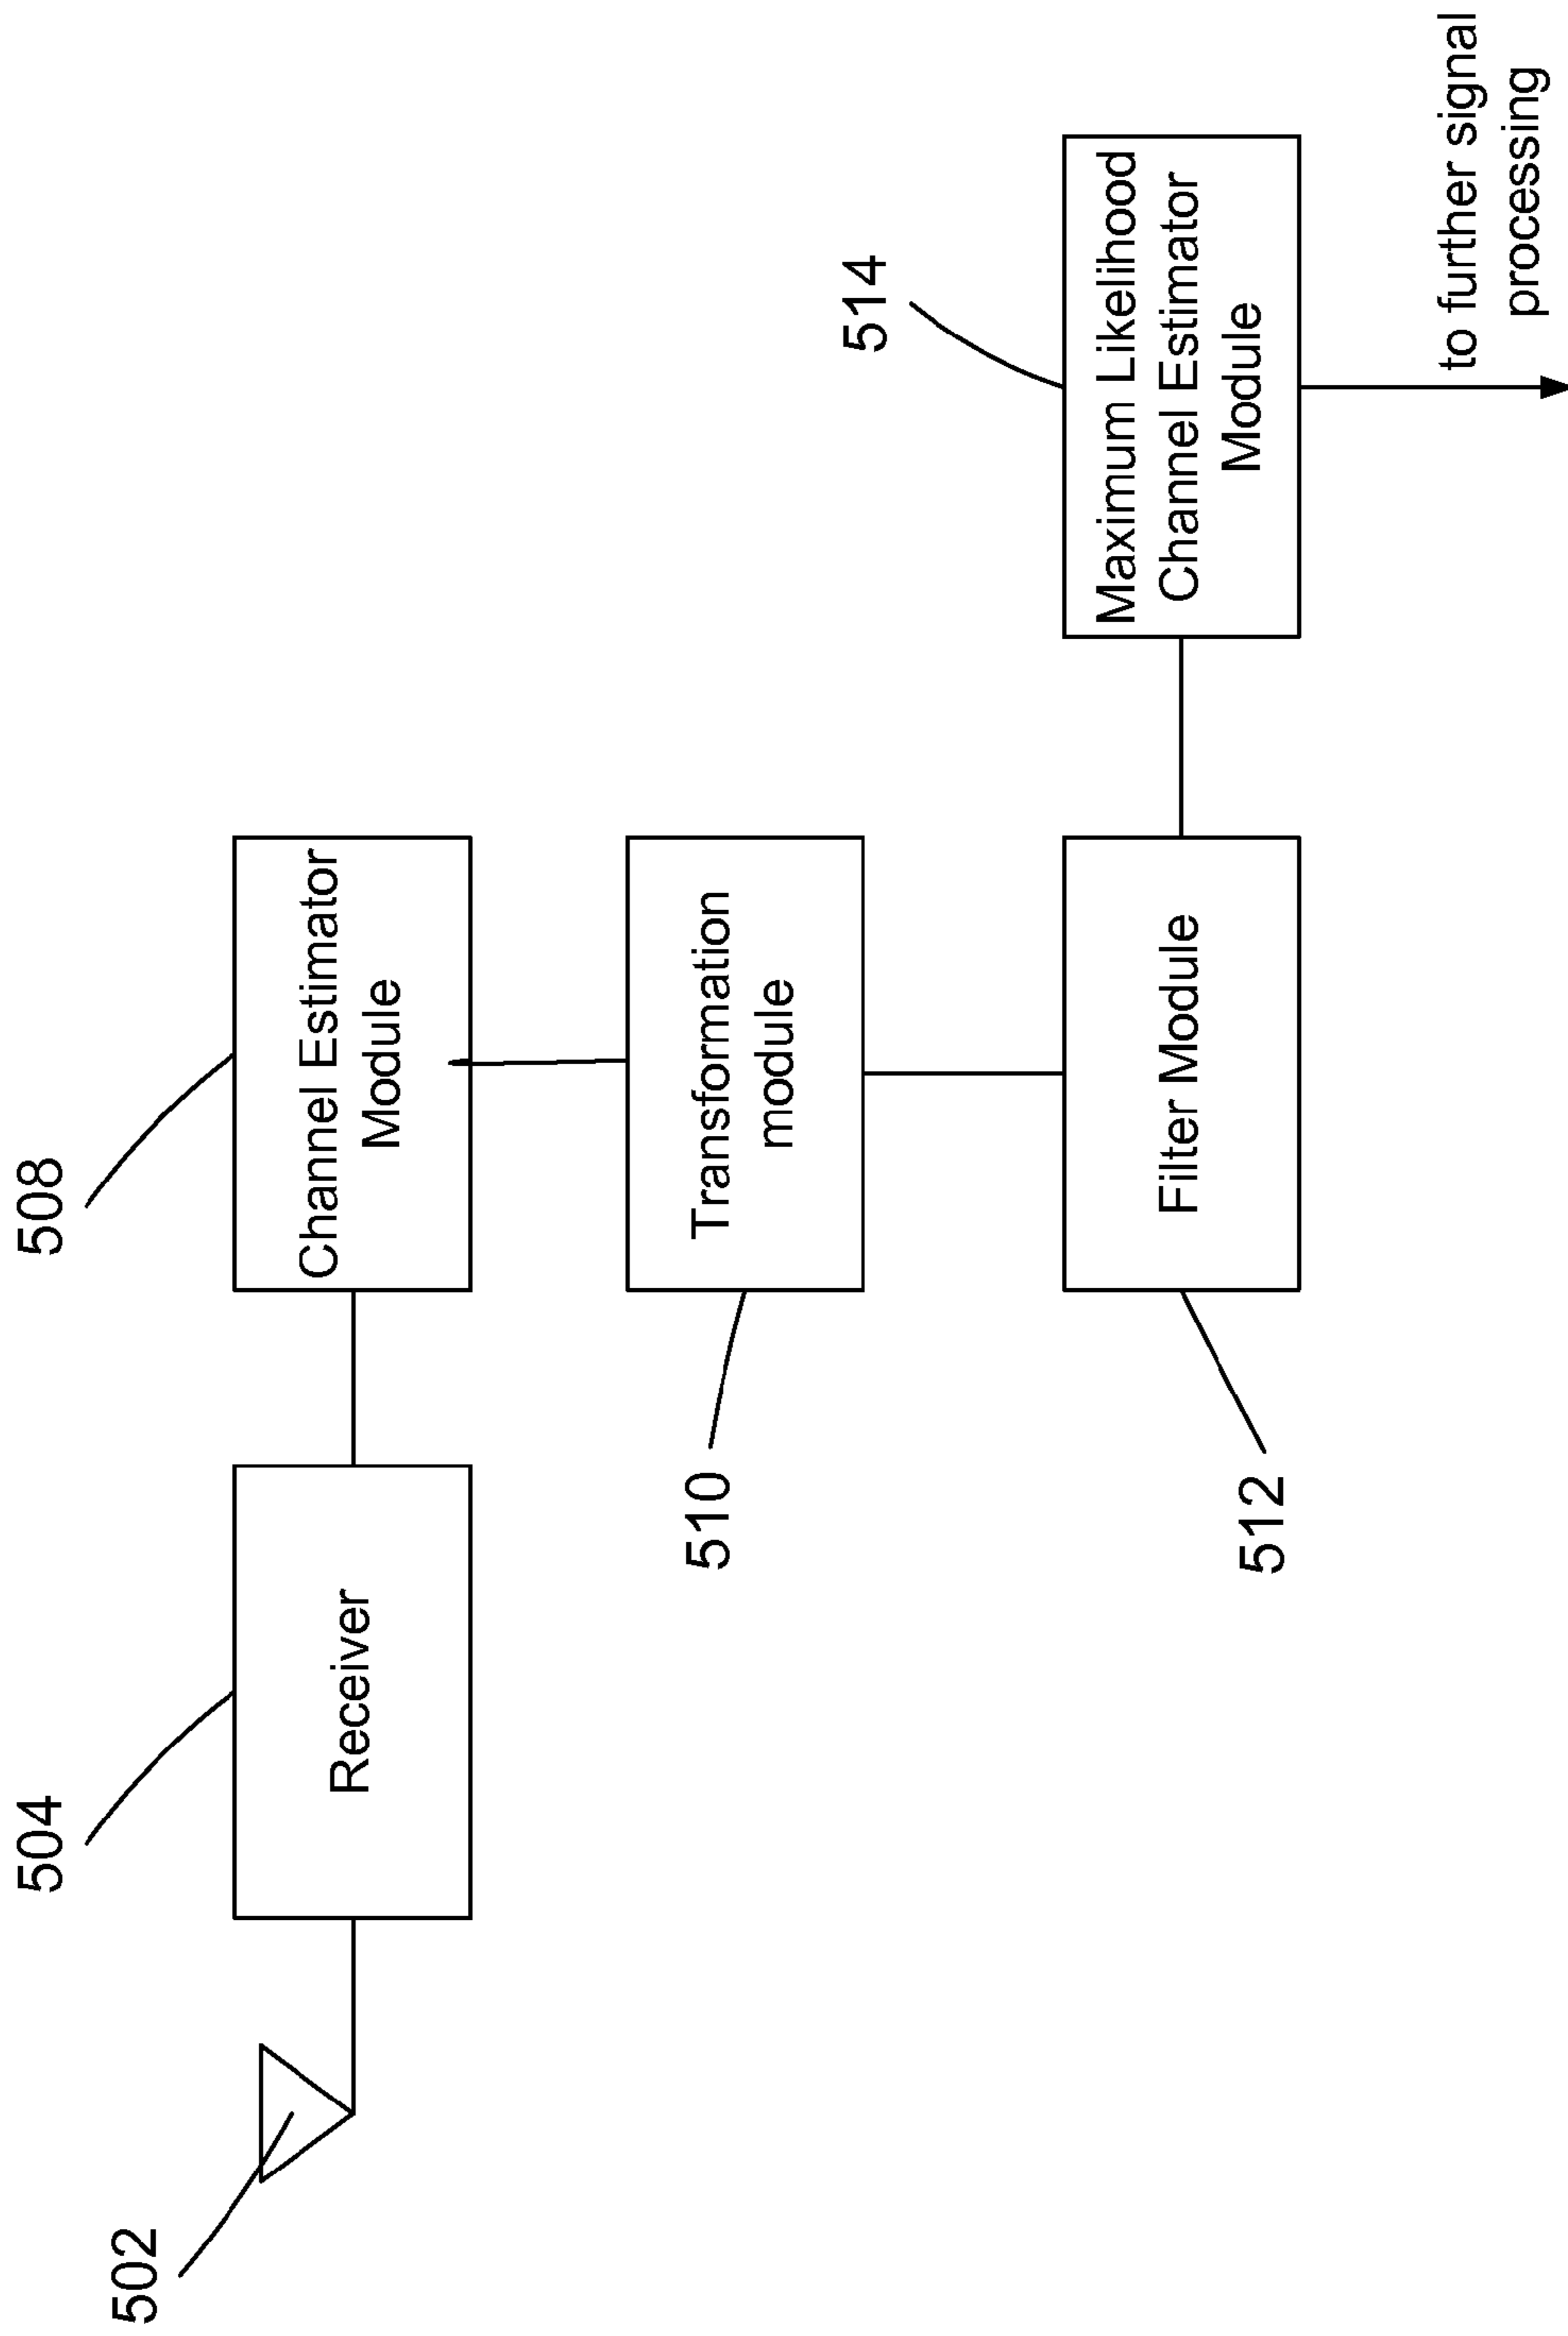 502
504
Receiver
508
Channel Estimator
Module
510
Transformation
module
512
Filter Module
514
Maximum Likelihood
Channel Estimator
Module
to further signal
processing